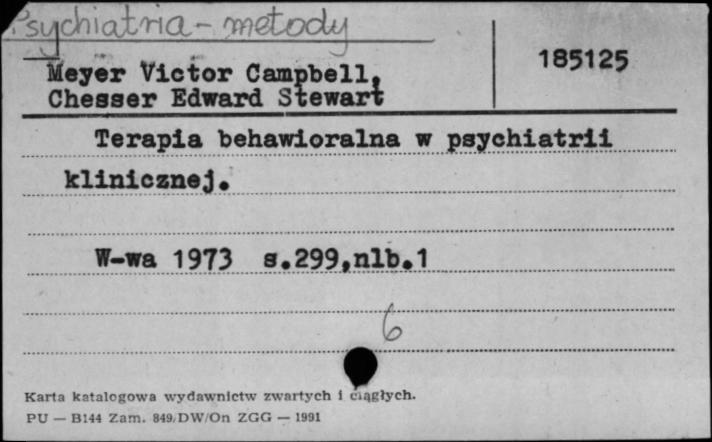 Psychiatria - metody
185125
Meyer Victor Campbell,
Chesser Edward Stewart
Terapia behawioralna w psychiatrii
klinicznej.
W-wa 1973 s.299,nlb.1
6
Karta katalogowa wydawnictw zwartych i ciągłych.
PU — B144 Zam. 849/DW/On ZGG — 1991